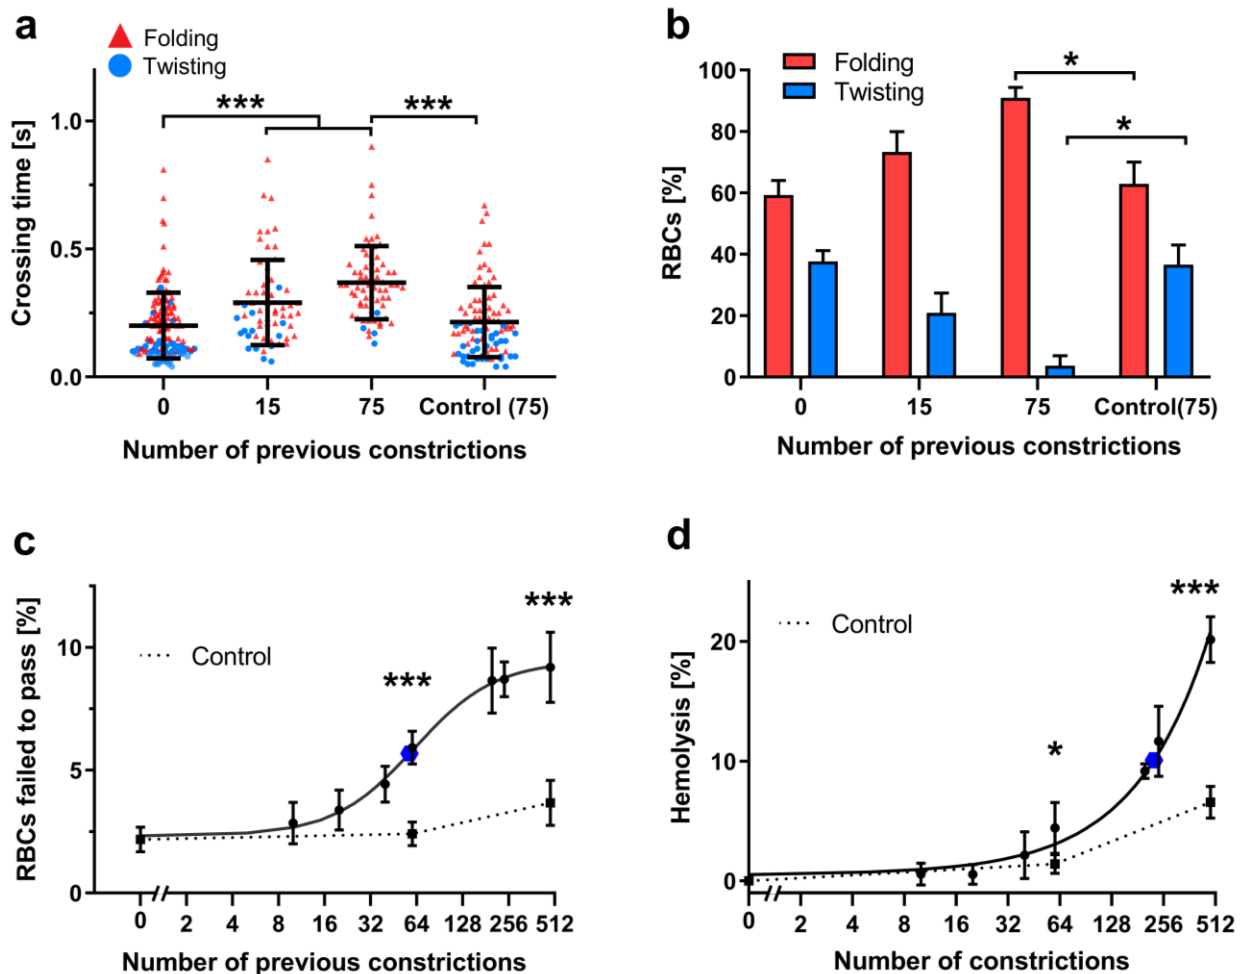 a
Folding
Twisting
***
***
Crossing time [s]
1.0
0.5
0.0
0
15
75
Control (75)
Number of previous constrictions
b
Folding
Twisting
*
*
RBCs [%]
100
80
60
40
20
0
0
15
75
Control(75)
Number of previous constrictions
c
Control
***
***
RBCs failed to pass [%]
10
5
0
0 2 4 8 16 32 64 128 256 512
Number of previous constrictions
d
Control
***
*
Hemolysis [%]
20
10
0
0 2 4 8 16 32 64 128 256 512
Number of constrictions